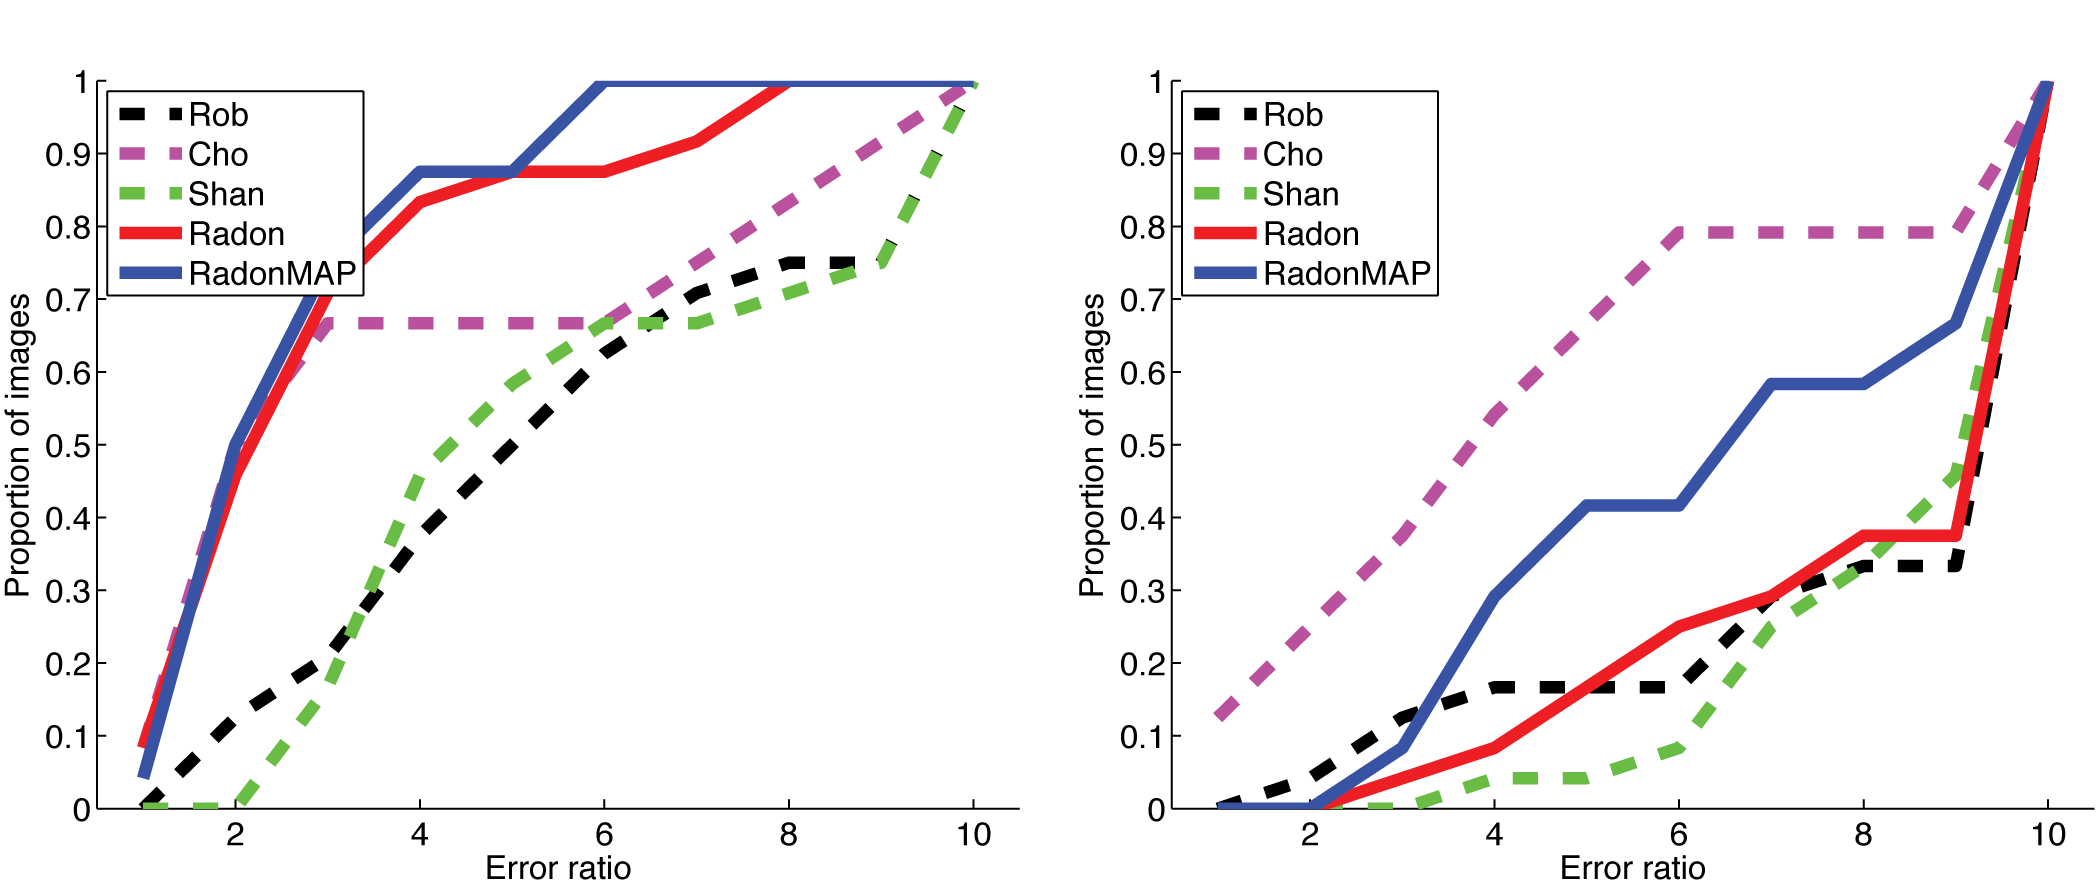 1
0.9
0.8
0.7
0.6
0.5
0.4
0.3
0.2
0.1
0
Proportion of images
Rob
Cho
Shan
Radon
RadonMAP
2 4 6 8 10
Error ratio
1
0.9
0.8
0.7
0.6
0.5
0.4
0.3
0.2
0.1
0
Proportion of images
Rob
Cho
Shan
Radon
RadonMAP
2 4 6 8 10
Error ratio